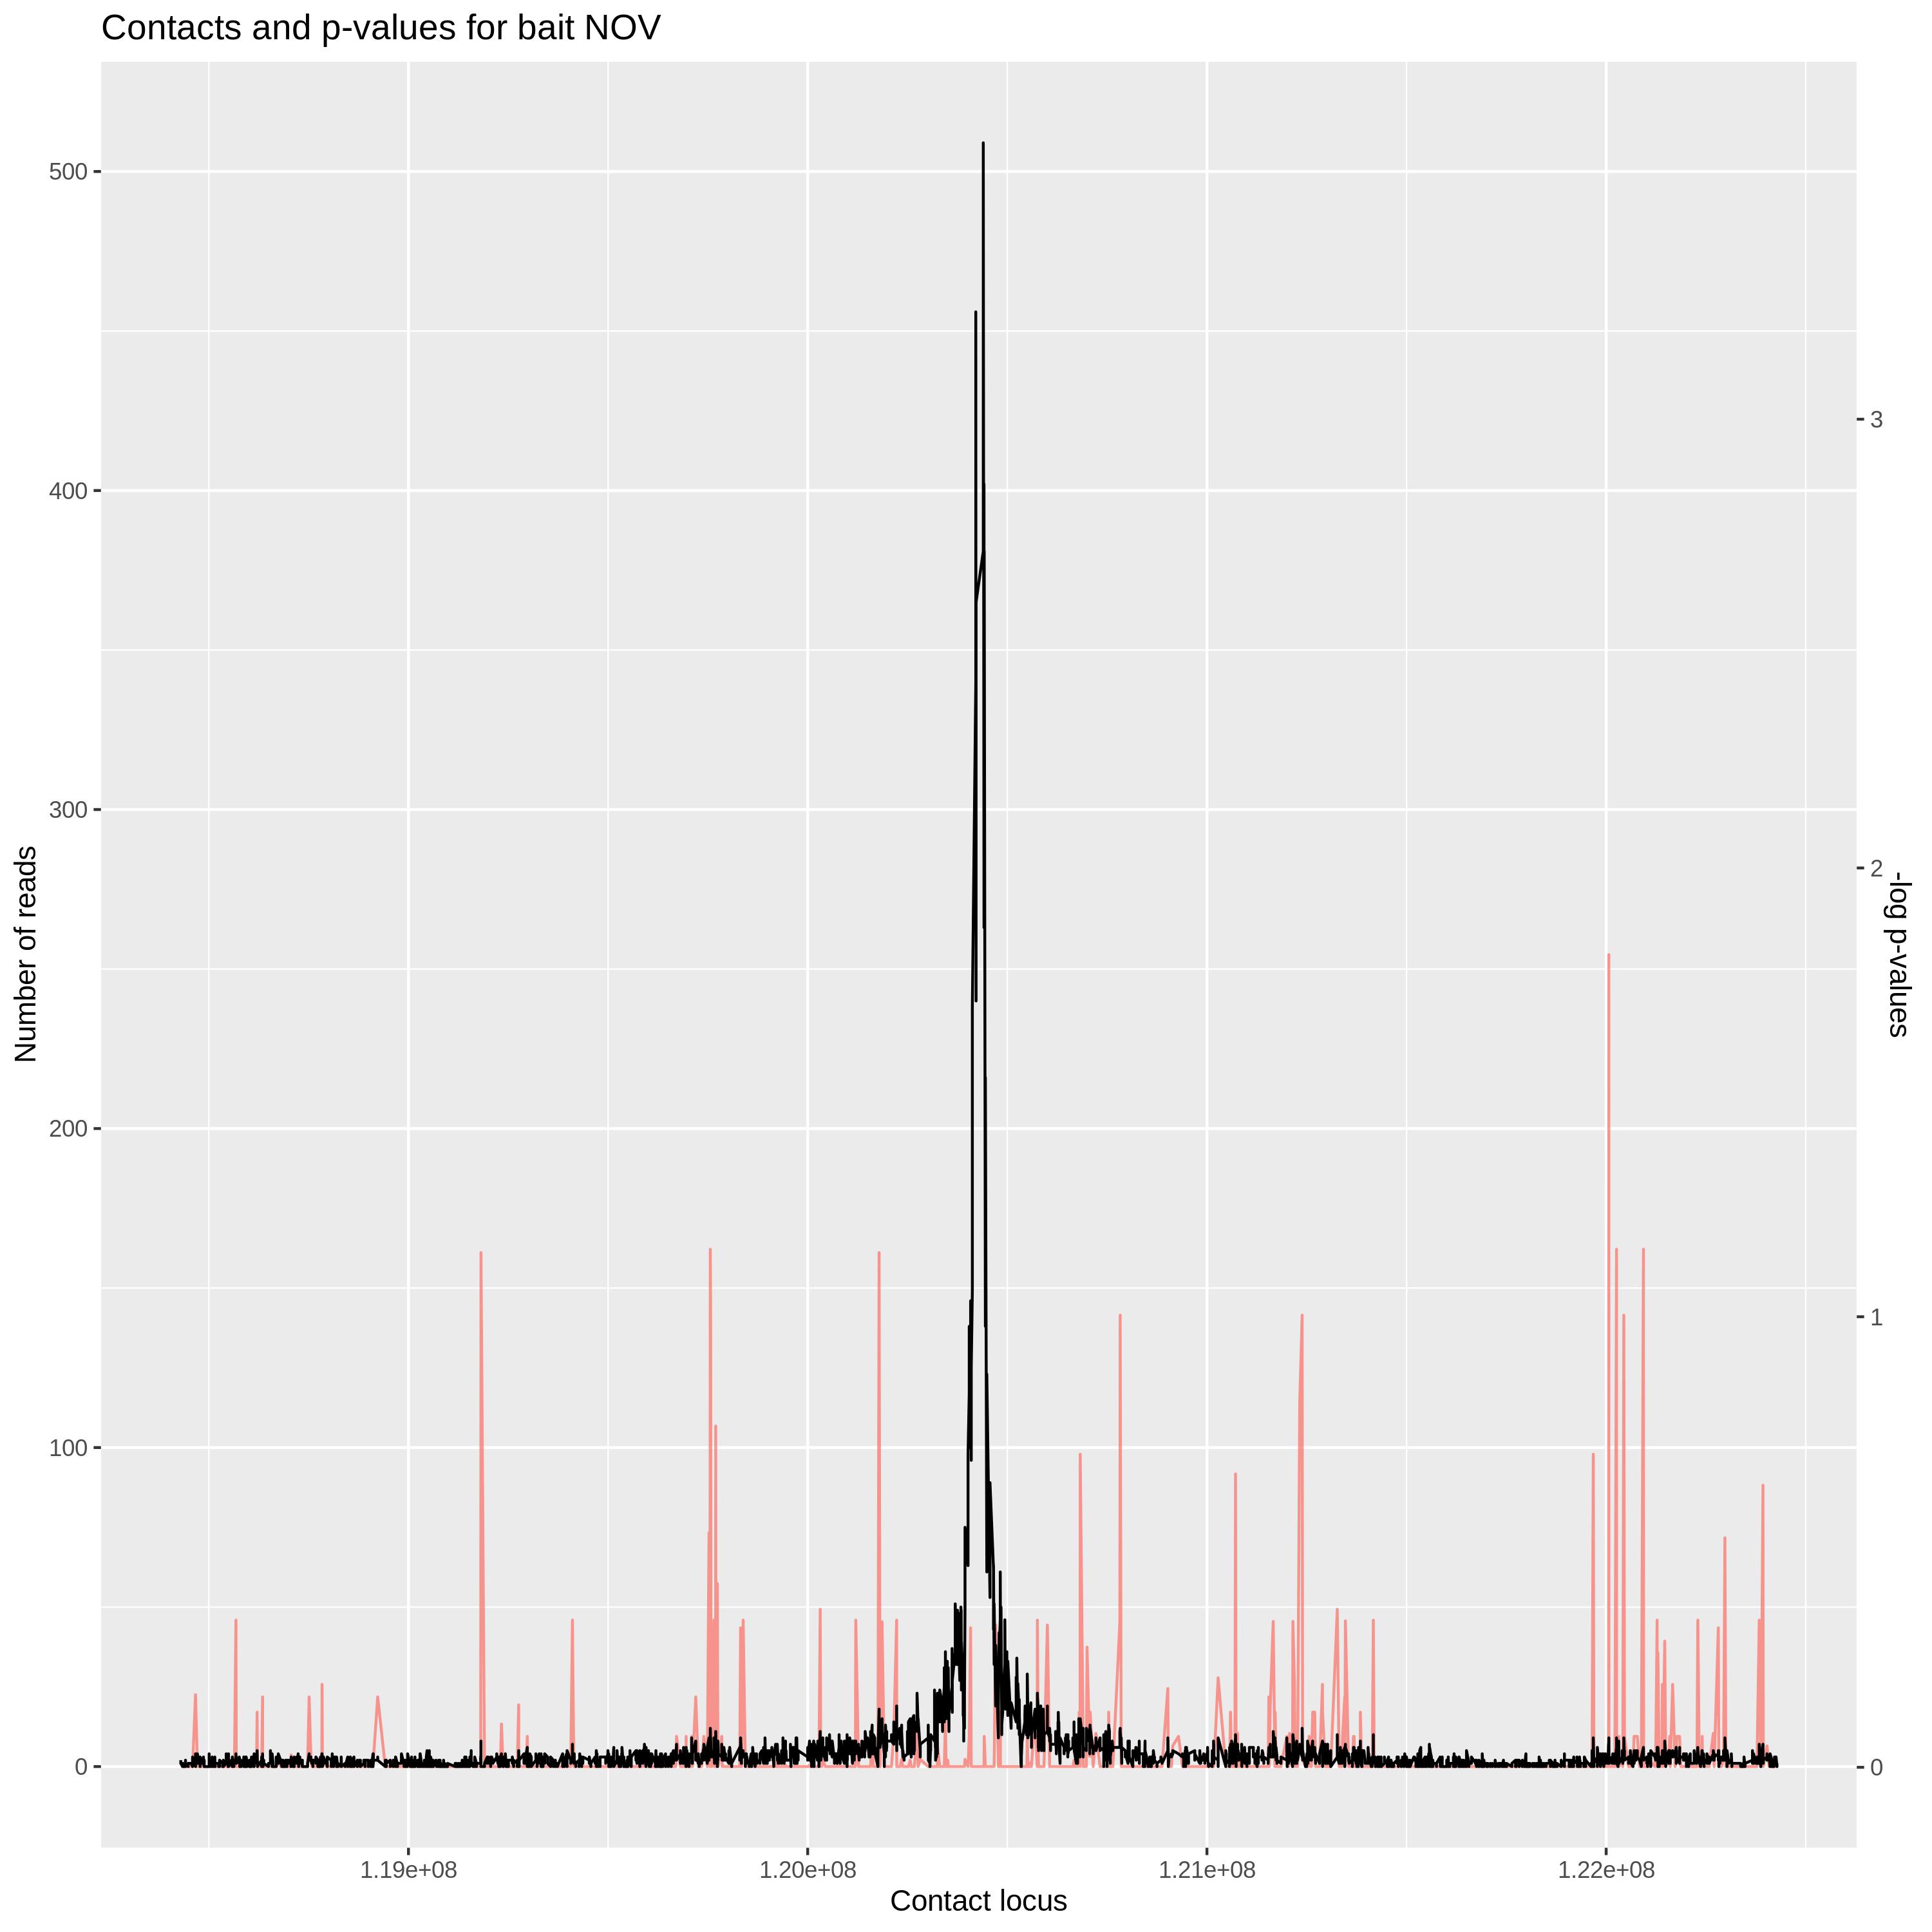 Contacts and p-values for bait NOV
500
400
300
200
100
0
Number of reads
3
2
1
0
-log p-values
1.19e+08
1.20e+08
1.21e+08
1.22e+08
Contact locus